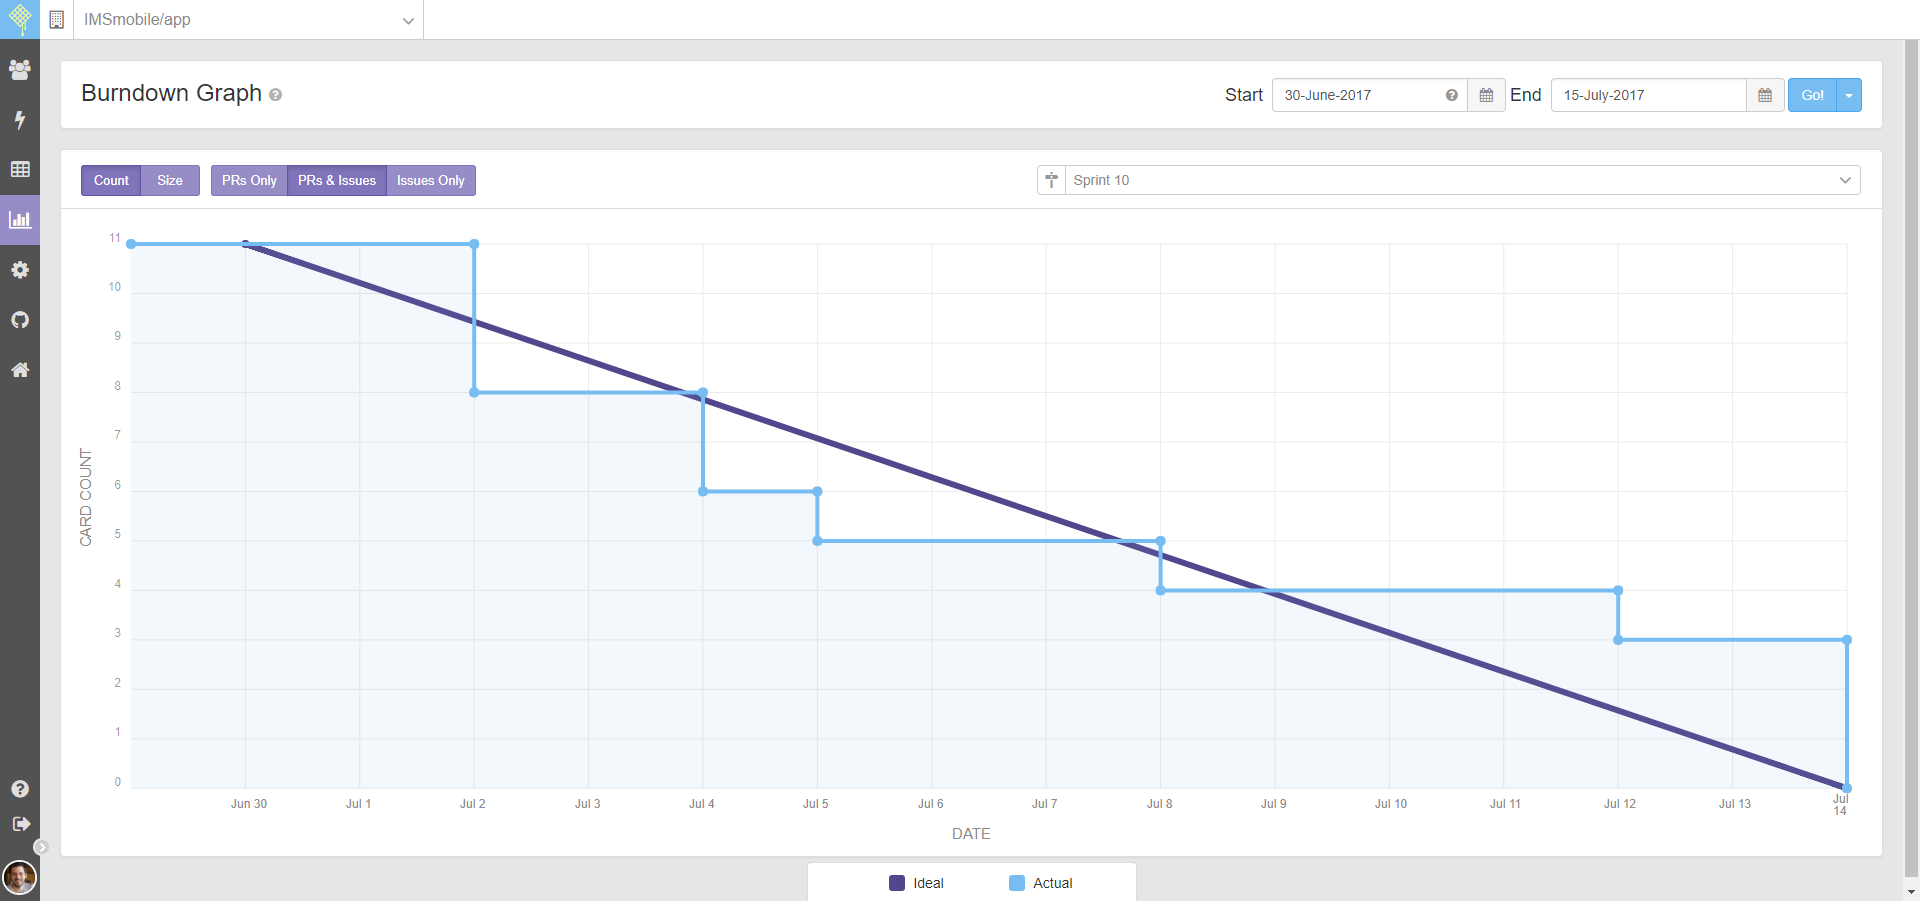 IMSmobile/app
Burndown Graph
Start 30-June-2017 End 15-July-2017 Go!
Count Size PRs Only PRs & Issues Issues Only Sprint 10
11
10
9
8
7
6
5
4
3
2
1
0
CARD COUNT
Jun 30 Jul 1 Jul 2 Jul 3 Jul 4 Jul 5 Jul 6 Jul 7 Jul 8 Jul 9 Jul 10 Jul 11 Jul 12 Jul 13 Jul 14
DATE
Ideal Actual